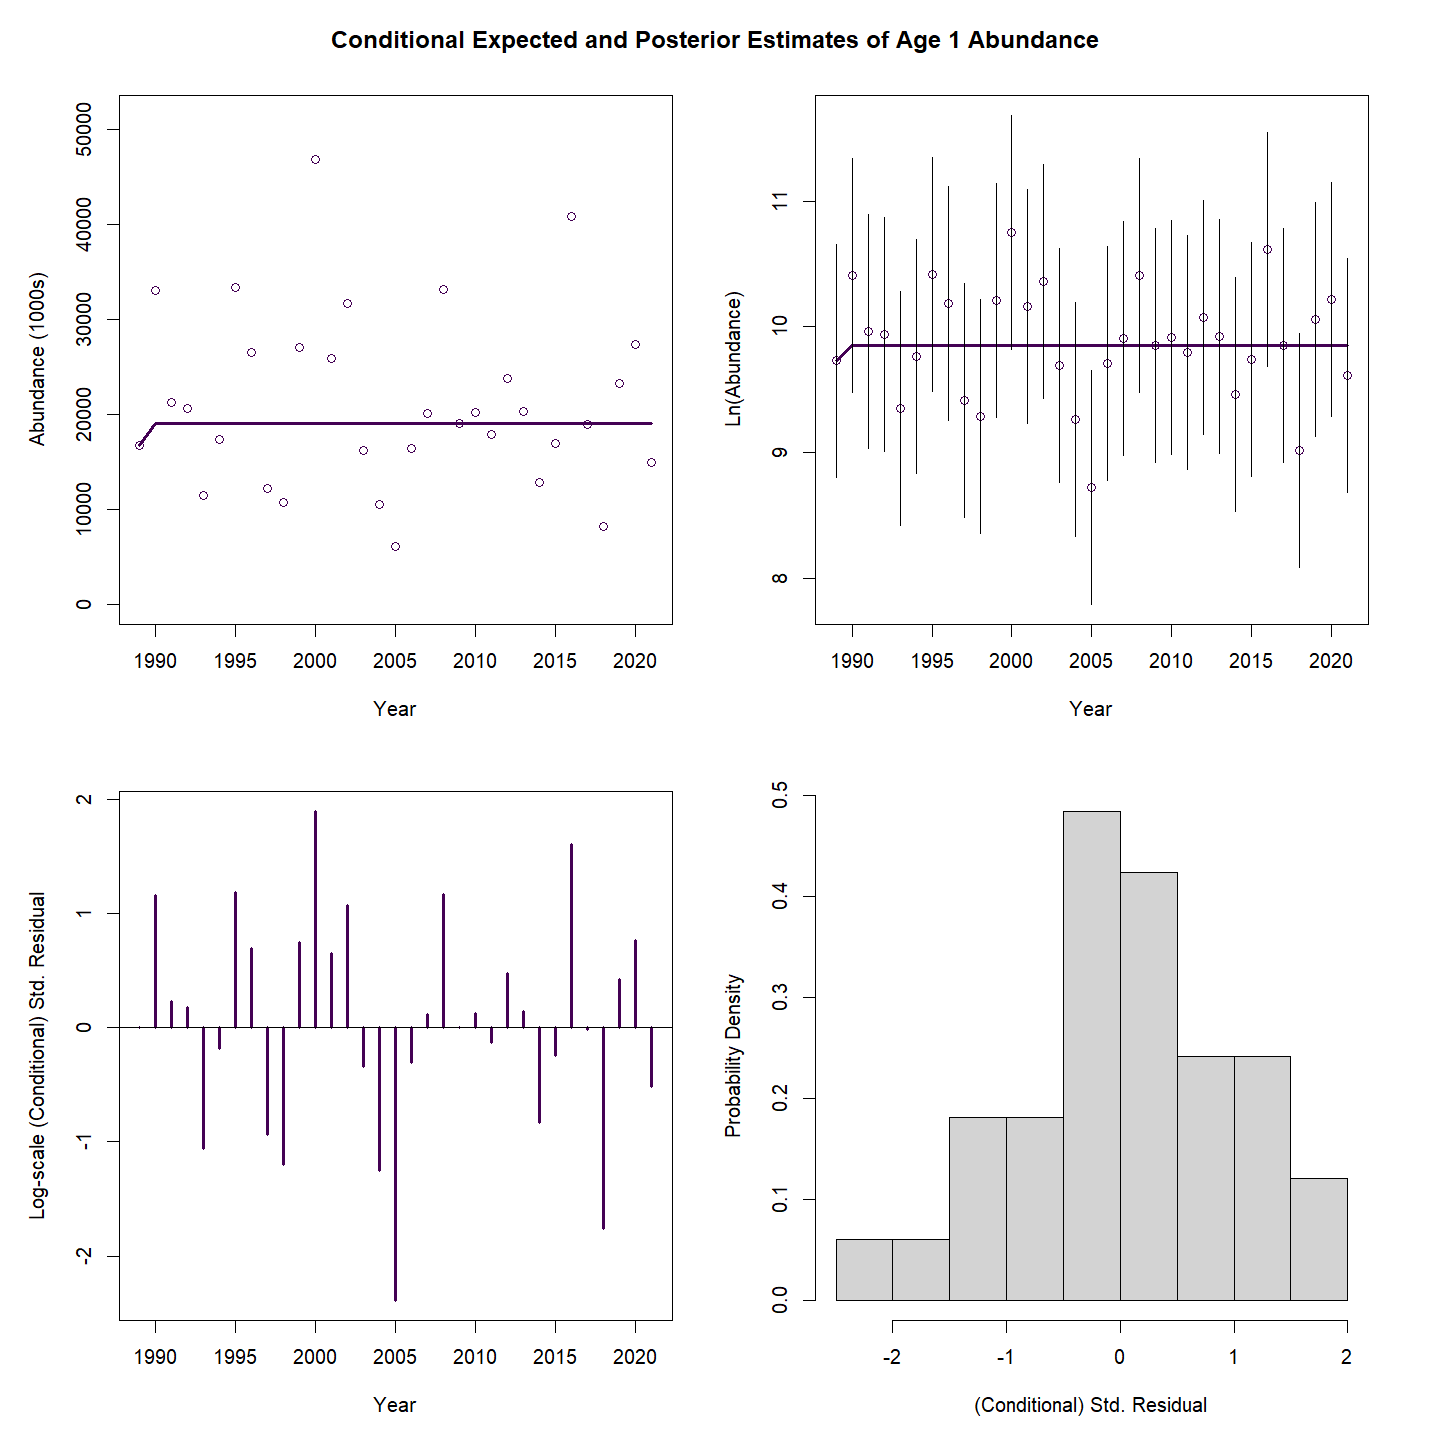 Conditional Expected and Posterior Estimates of Age 1 Abundance
Abundance (1000s)
50000
40000
30000
20000
10000
0
1990 1995 2000 2005 2010 2015 2020
Year
Ln(Abundance)
11
10
9
8
1990 1995 2000 2005 2010 2015 2020
Year
Log-scale (Conditional) Std. Residual
2
1
0
-1
-2
1990 1995 2000 2005 2010 2015 2020
Year
Probability Density
0.5
0.4
0.3
0.2
0.1
0.0
-2 -1 0 1 2
(Conditional) Std. Residual